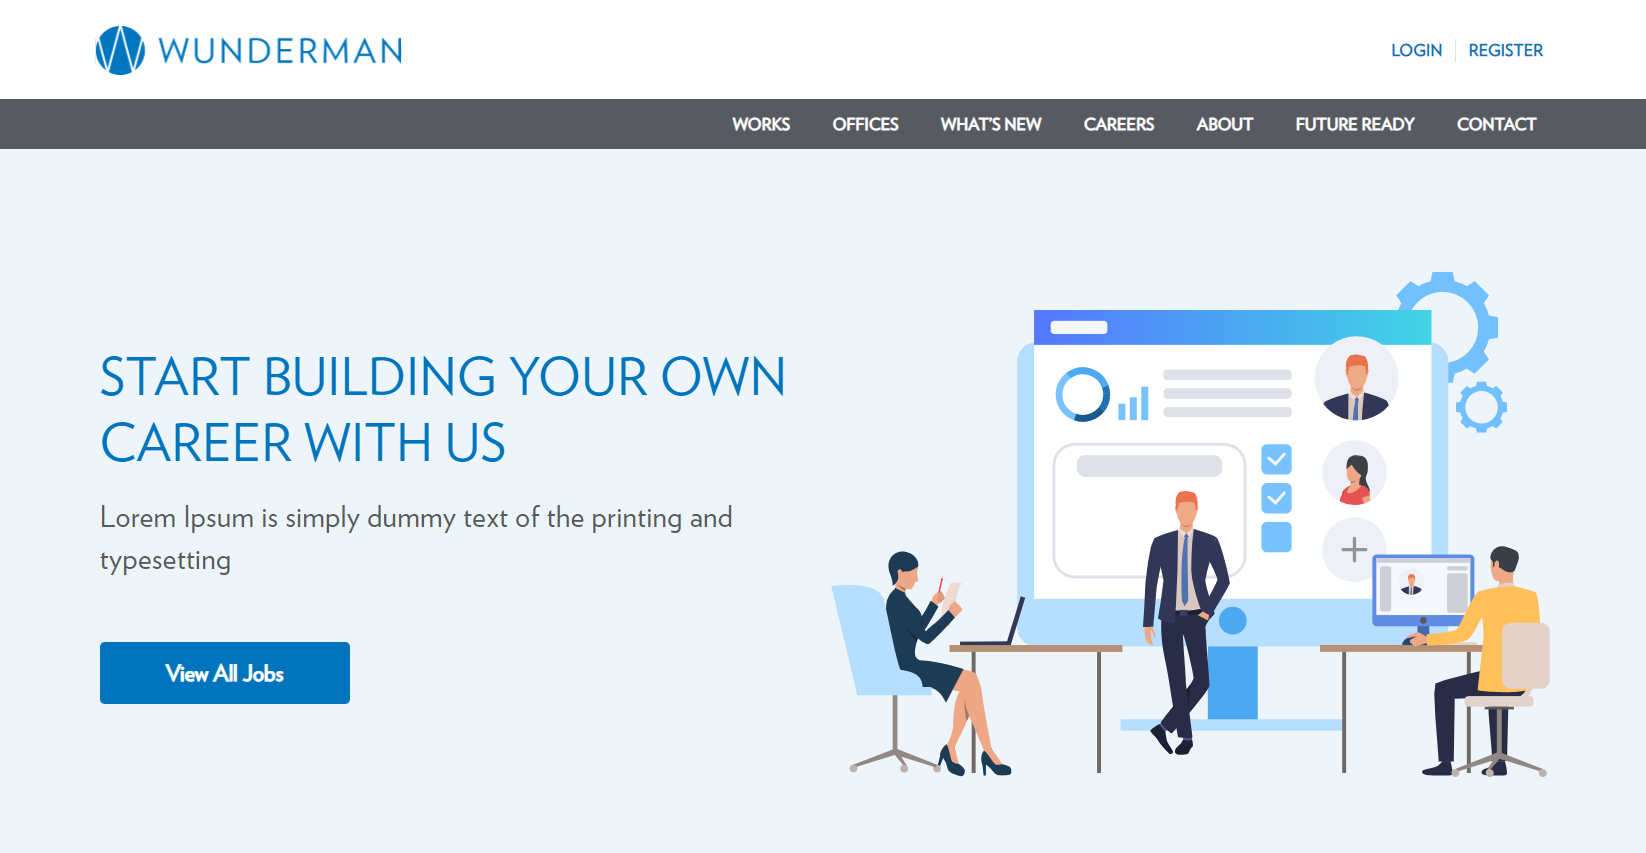 WUNDERMAN
LOGIN REGISTER
WORKS OFFICES WHAT'S NEW CAREERS ABOUT FUTURE READY CONTACT
START BUILDING YOUR OWN
CAREER WITH US
Lorem Ipsum is simply dummy text of the printing and
typesetting
View All Jobs